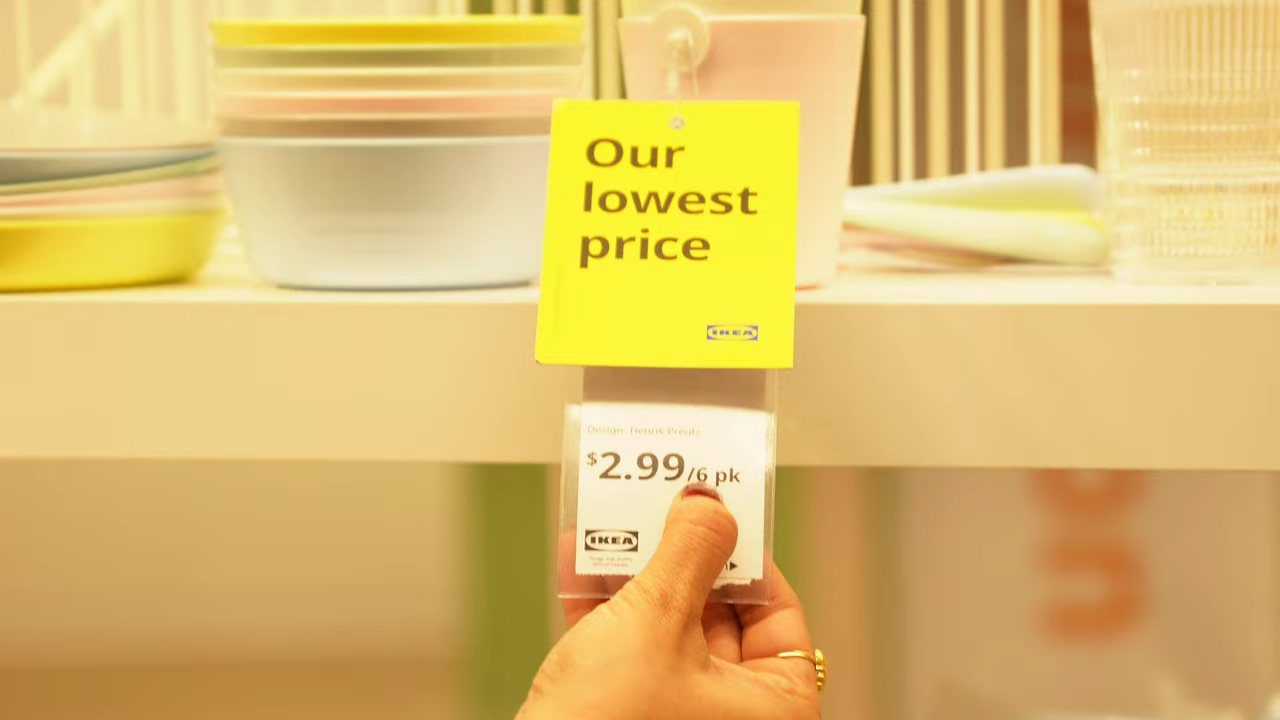 Our
lowest
price
IKEA
Design: Henrik Preutz
$2.99/6 pk
IKEA